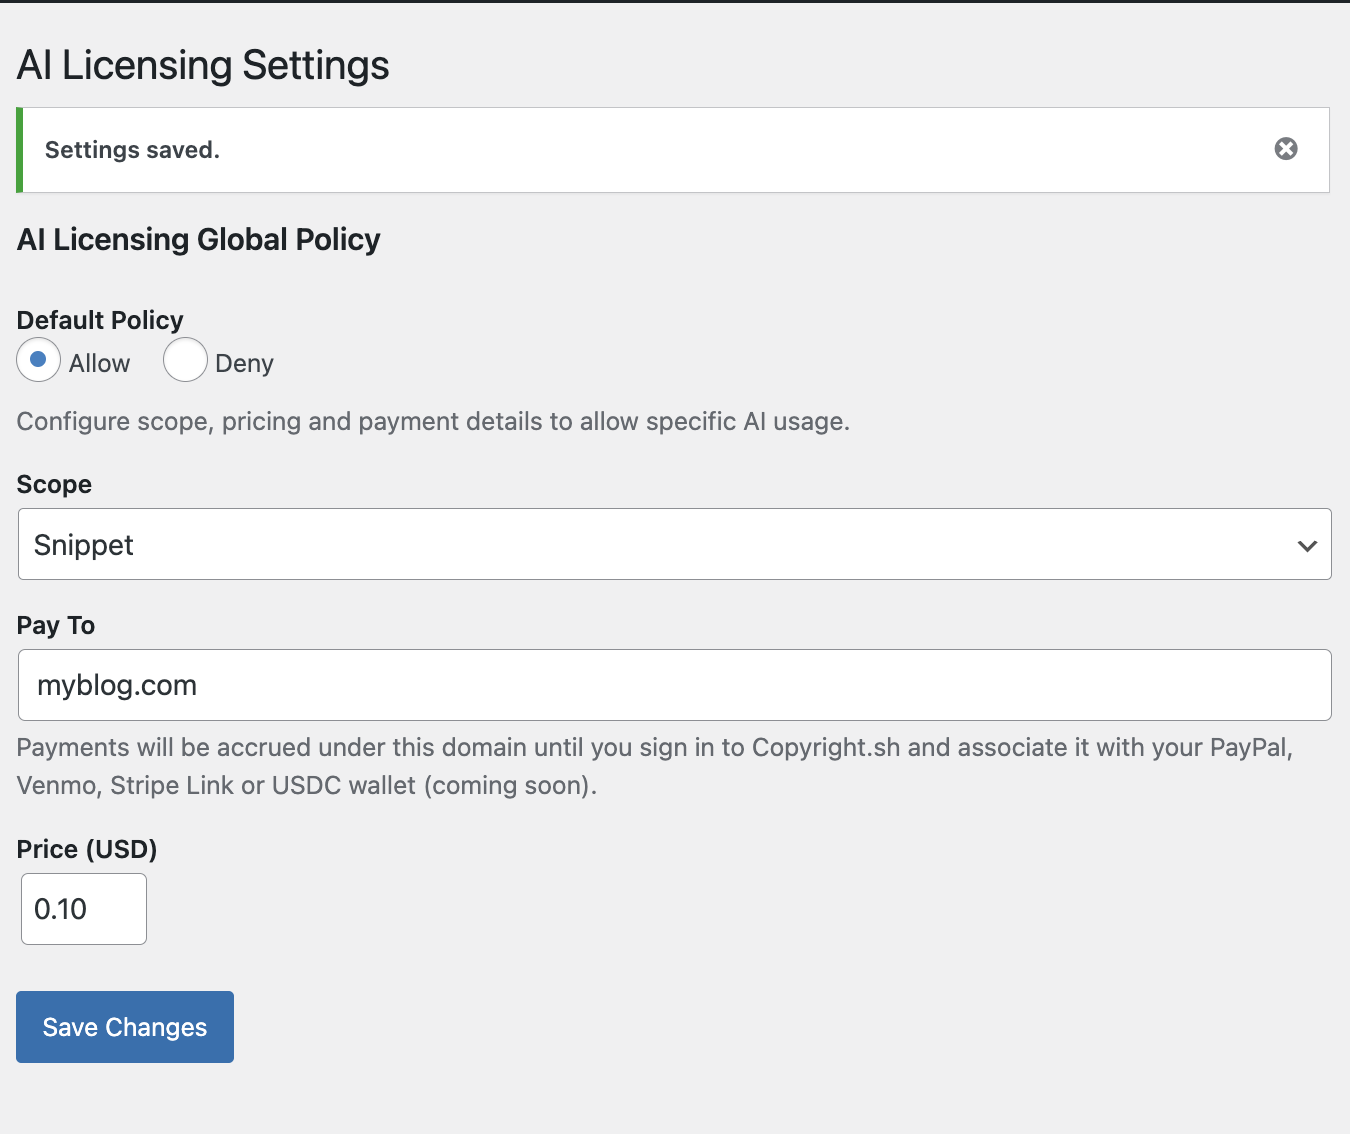 AI Licensing Settings
Settings saved.
AI Licensing Global Policy
Default Policy
Allow Deny
Configure scope, pricing and payment details to allow specific AI usage.
Scope
Snippet
Pay To
myblog.com
Payments will be accrued under this domain until you sign in to Copyright.sh and associate it with your PayPal,
Venmo, Stripe Link or USDC wallet (coming soon).
Price (USD)
0.10
Save Changes